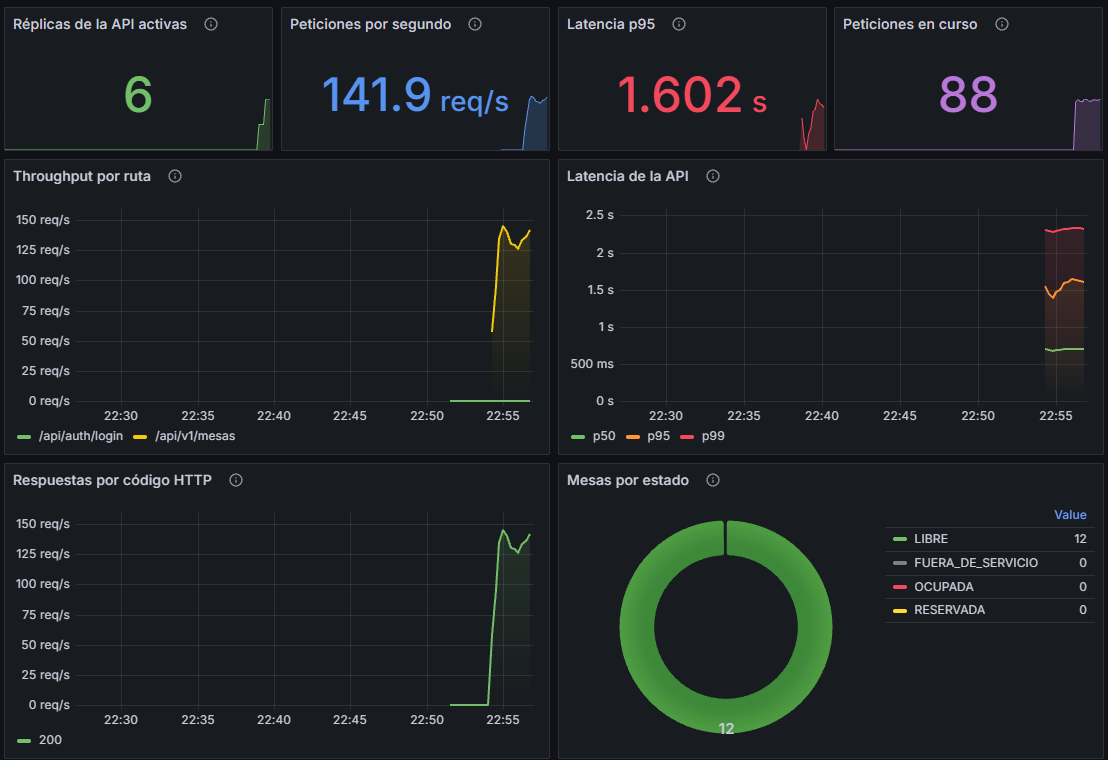 Réplicas de la API activas
6
Peticiones por segundo
141.9 req/s
Latencia p95
1.602 s
Peticiones en curso
88
Throughput por ruta
150 req/s
125 req/s
100 req/s
75 req/s
50 req/s
25 req/s
0 req/s
22:30 22:35 22:40 22:45 22:50 22:55
/api/auth/login /api/v1/mesas
Latencia de la API
2.5 s
2 s
1.5 s
1 s
500 ms
0 s
22:30 22:35 22:40 22:45 22:50 22:55
p50 p95 p99
Respuestas por código HTTP
150 req/s
125 req/s
100 req/s
75 req/s
50 req/s
25 req/s
0 req/s
22:30 22:35 22:40 22:45 22:50 22:55
200
Mesas por estado
12
Value
LIBRE 12
FUERA_DE_SERVICIO 0
OCUPADA 0
RESERVADA 0